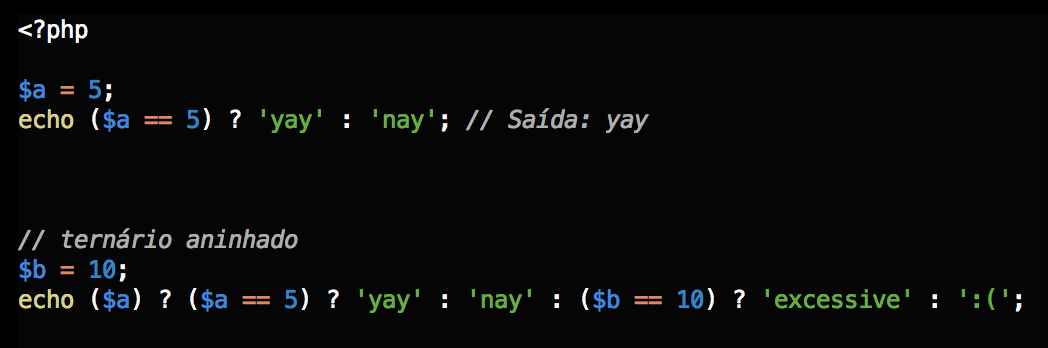 <?php
$a = 5;
echo ($a == 5) ? 'yay' : 'nay'; // Saída: yay
// ternário aninhado
$b = 10;
echo ($a) ? ($a == 5) ? 'yay' : 'nay' : ($b == 10) ? 'excessive' : ':(';